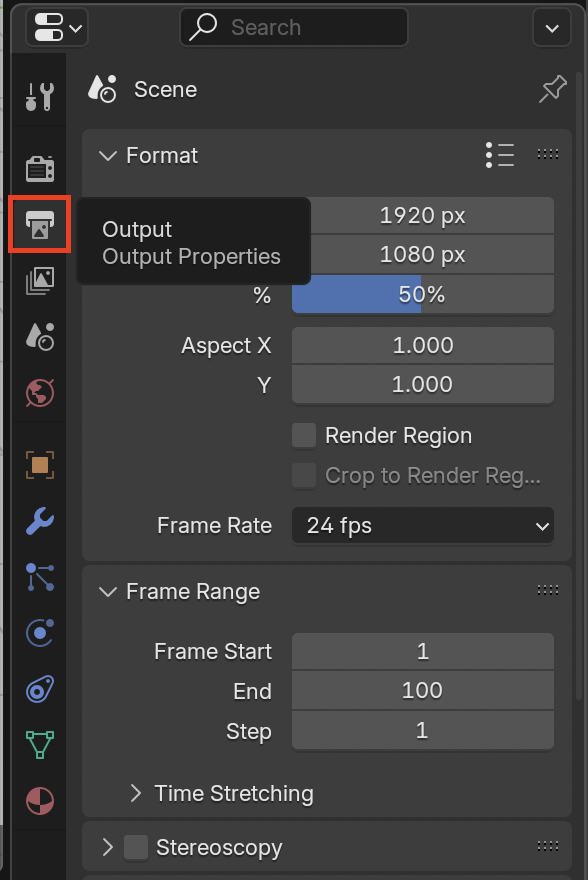 Search
Scene
Format
Output
Output Properties
1920 px
1080 px
% 50%
Aspect X 1.000
Y 1.000
Render Region
Crop to Render Reg...
Frame Rate 24 fps
Frame Range
Frame Start 1
End 100
Step 1
Time Stretching
Stereoscopy